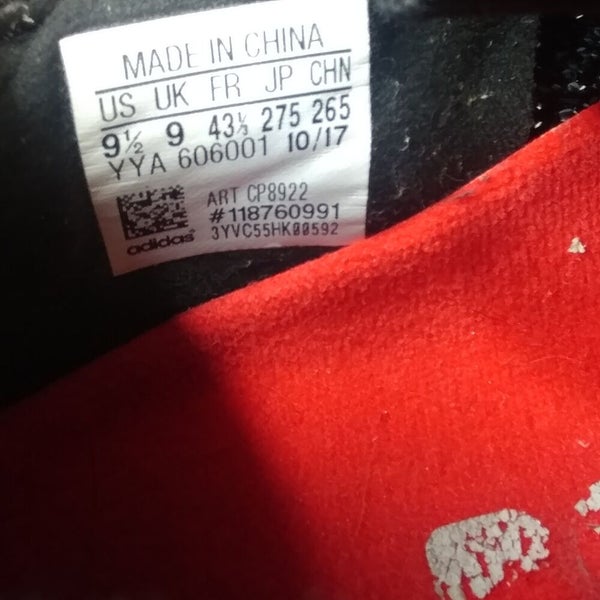 MADE IN CHINA
US UK FR JP CHN
9½ 9 43⅓ 275 265
YYA 606001 10/17
ART CP8922
#118760991
3YVC55HK00592
adidas